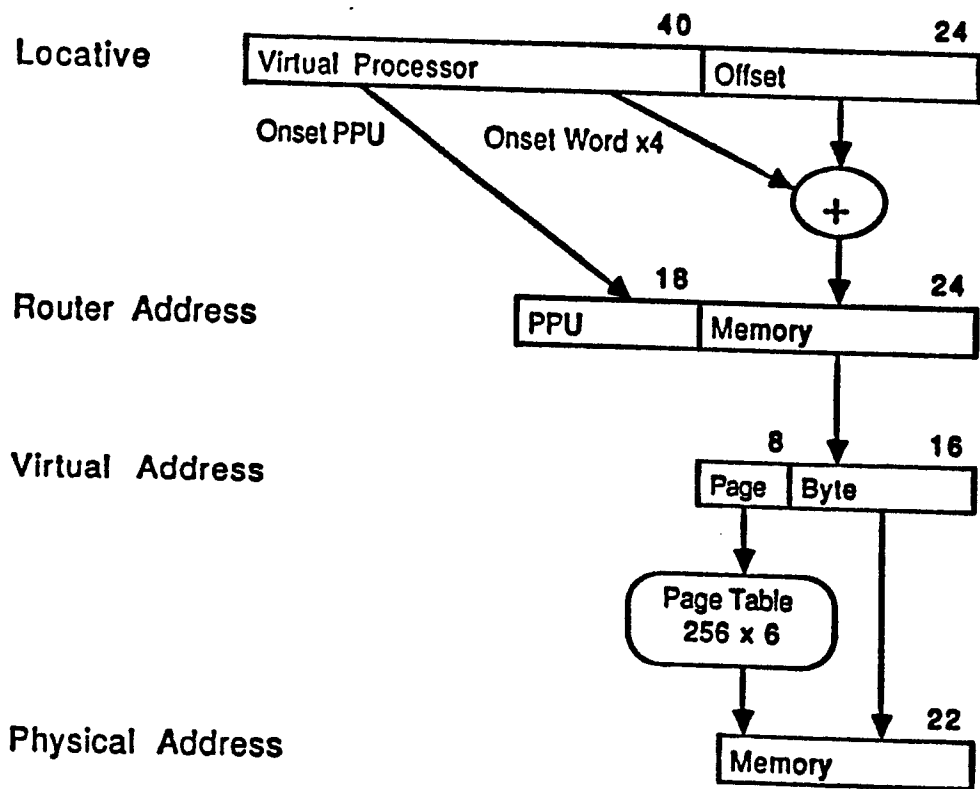 40 24
Locative Virtual Processor Offset
Onset PPU Onset Word x4
+
18 24
Router Address PPU Memory
8 16
Virtual Address Page Byte
Page Table
256 x 6
22
Physical Address Memory